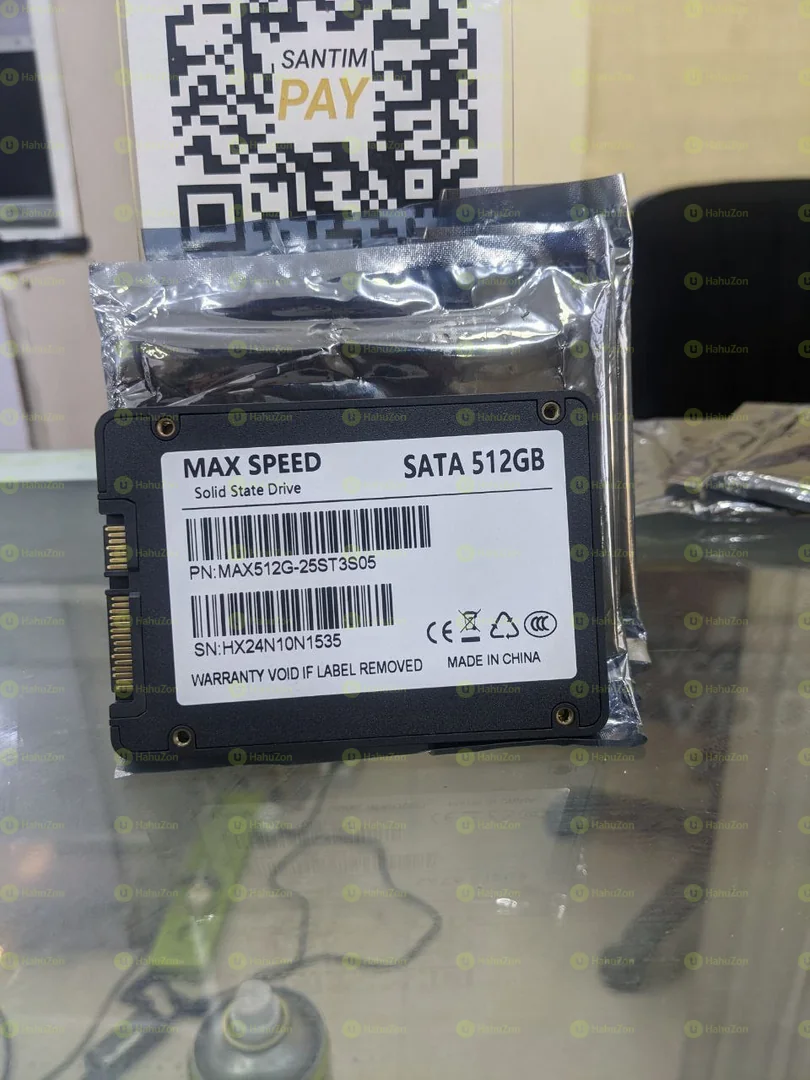 SANTIM
PAY
MAX SPEED
SATA 512GB
Solid State Drive
PN:MAX512G-25ST3S05
SN:HX24N10N1535
WARRANTY VOID IF LABEL REMOVED
MADE IN CHINA
HahuZon